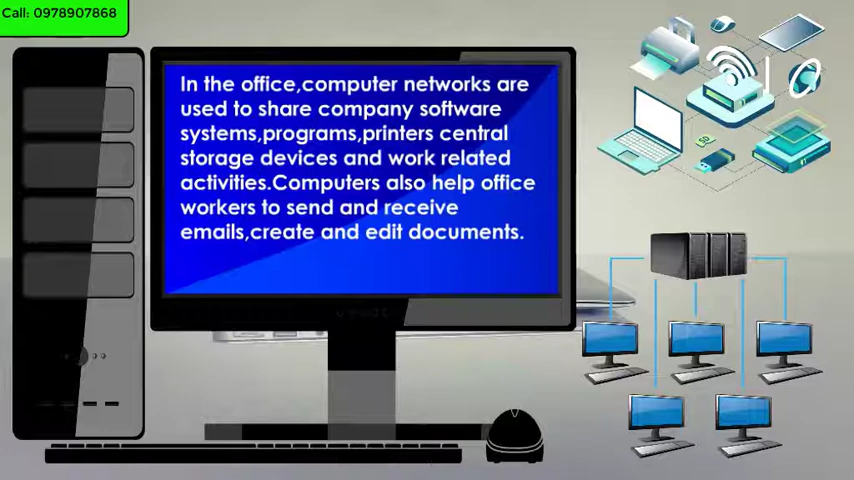 Call: 0978907868
In the office,computer networks are
used to share company software
systems,programs,printers central
storage devices and work related
activities.Computers also help office
workers to send and receive
emails,create and edit documents.